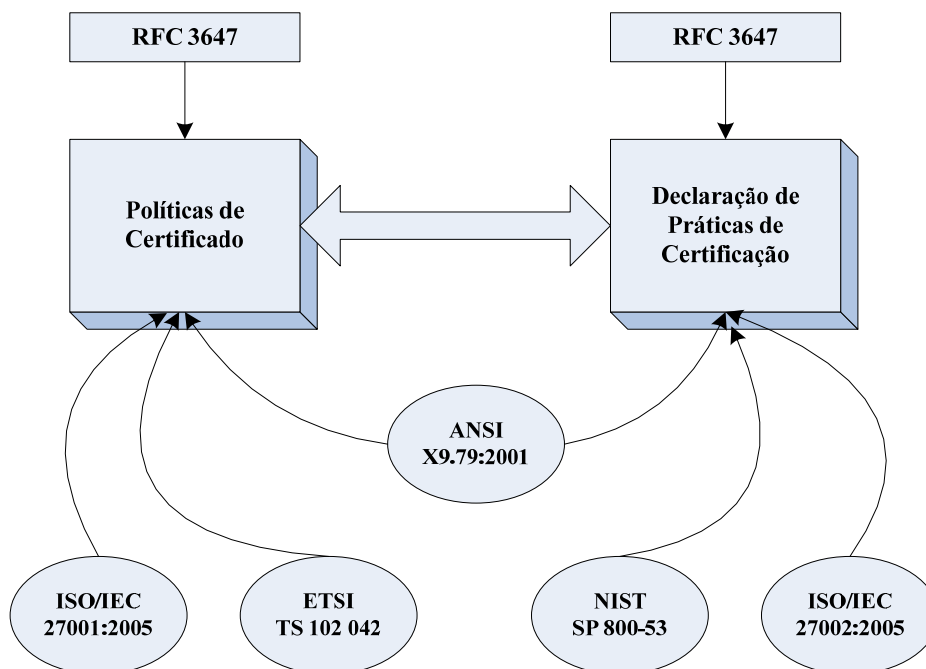 RFC 3647
RFC 3647
Políticas de
Certificado
Declaração de
Práticas de
Certificação
ANSI
X9.79:2001
ISO/IEC
27001:2005
ETSI
TS 102 042
NIST
SP 800-53
ISO/IEC
27002:2005